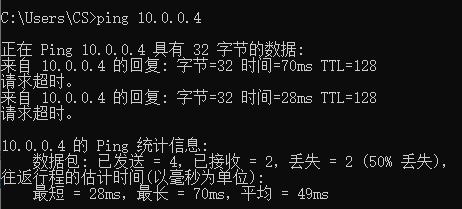 C:\Users\CS>ping 10.0.0.4
正在 Ping 10.0.0.4 具有 32 字节的数据:
来自 10.0.0.4 的回复: 字节=32 时间=70ms TTL=128
请求超时。
来自 10.0.0.4 的回复: 字节=32 时间=28ms TTL=128
请求超时。
10.0.0.4 的 Ping 统计信息:
数据包: 已发送 = 4，已接收 = 2，丢失 = 2 (50% 丢失)，
往返行程的估计时间(以毫秒为单位):
最短 = 28ms，最长 = 70ms，平均 = 49ms